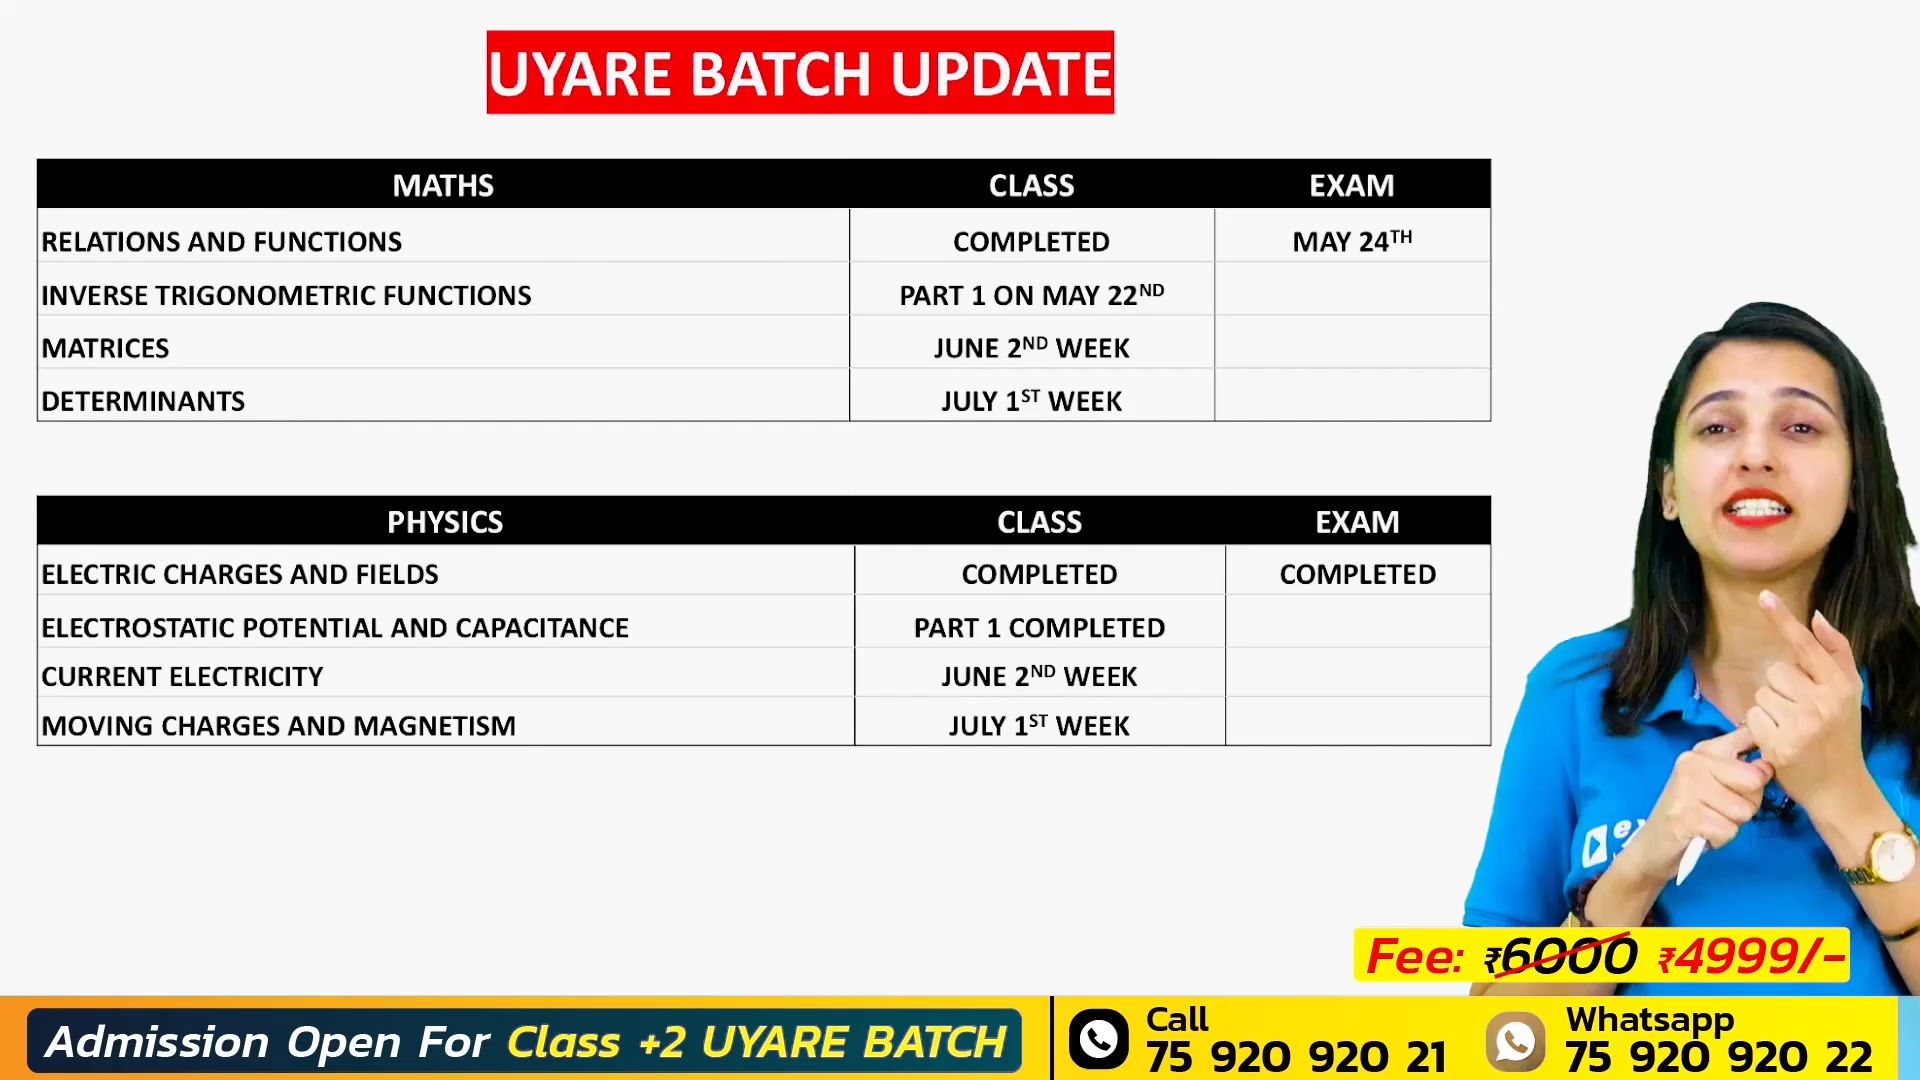 UYARE BATCH UPDATE
MATHS CLASS EXAM
RELATIONS AND FUNCTIONS COMPLETED MAY 24TH
INVERSE TRIGONOMETRIC FUNCTIONS PART 1 ON MAY 22ND
MATRICES JUNE 2ND WEEK
DETERMINANTS JULY 1ST WEEK
PHYSICS CLASS EXAM
ELECTRIC CHARGES AND FIELDS COMPLETED COMPLETED
ELECTROSTATIC POTENTIAL AND CAPACITANCE PART 1 COMPLETED
CURRENT ELECTRICITY JUNE 2ND WEEK
MOVING CHARGES AND MAGNETISM JULY 1ST WEEK
Fee: ₹6000 ₹4999/-
Admission Open For Class +2 UYARE BATCH
Call
75 920 920 21
Whatsapp
75 920 920 22